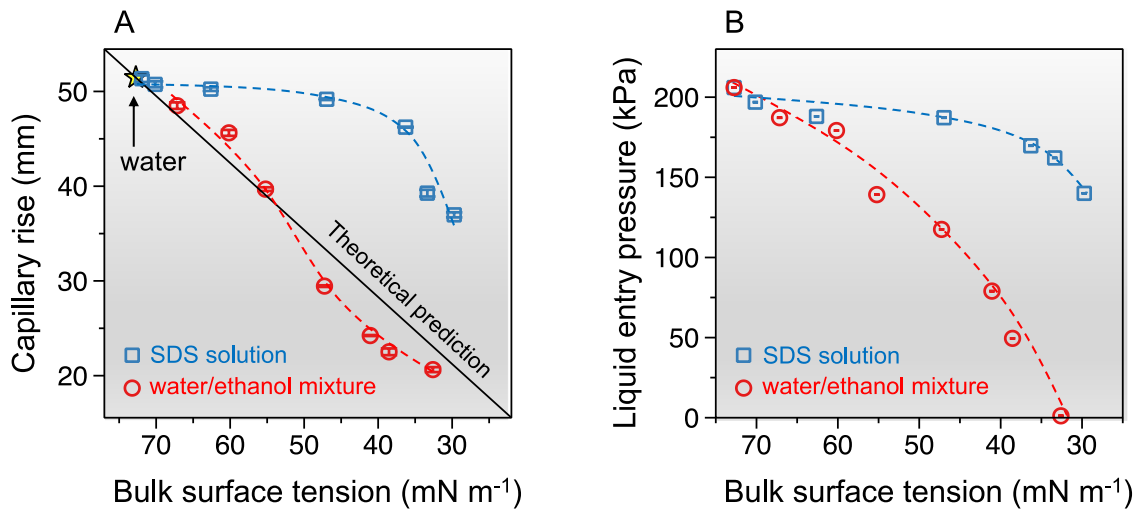 A
Capillary rise (mm)
50
40
30
20
water
Theoretical prediction
SDS solution
water/ethanol mixture
70 60 50 40 30
Bulk surface tension (mN m⁻¹)
B
Liquid entry pressure (kPa)
200
150
100
50
0
SDS solution
water/ethanol mixture
70 60 50 40 30
Bulk surface tension (mN m⁻¹)